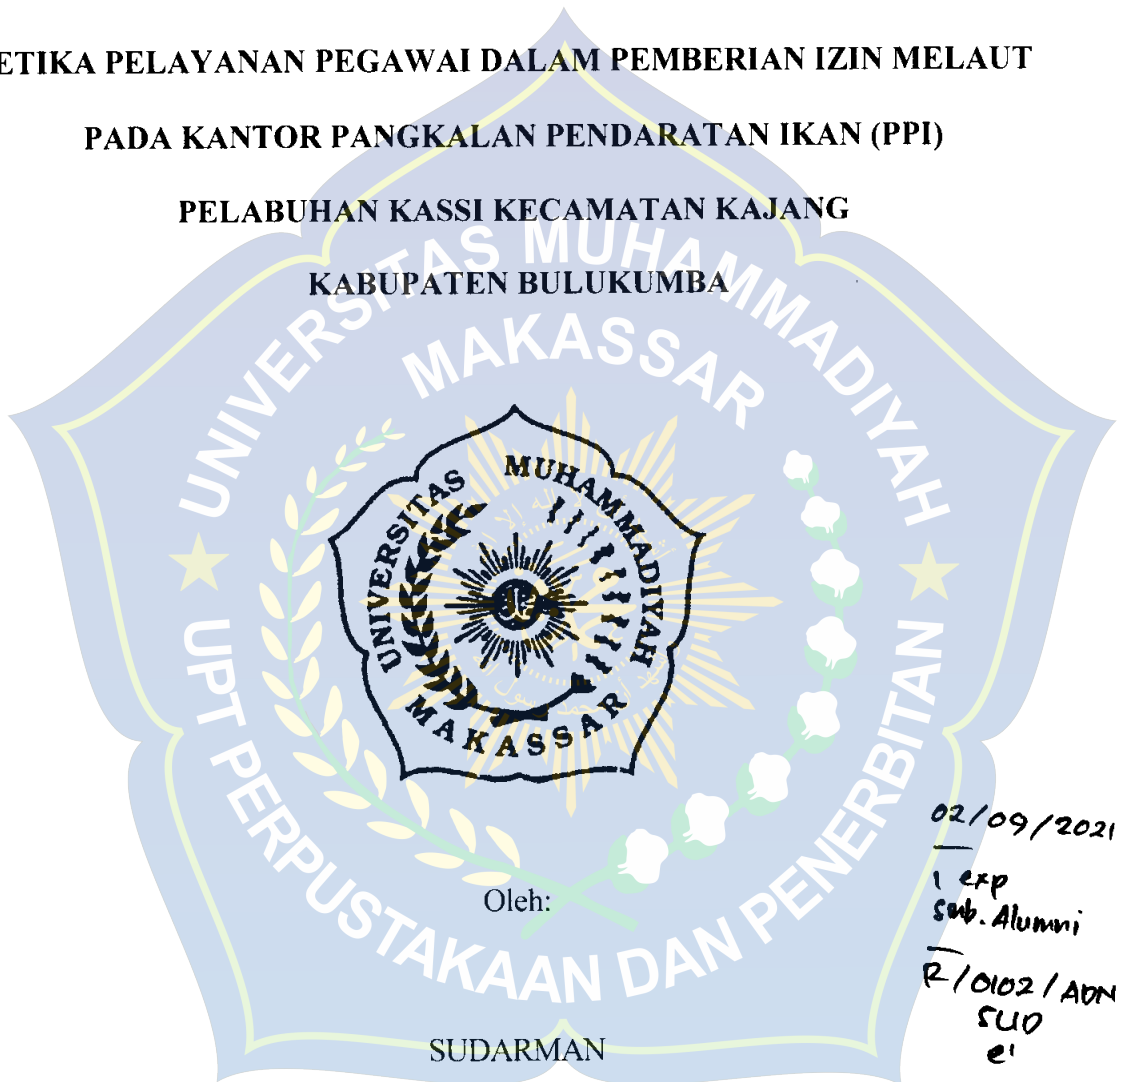 ETIKA PELAYANAN PEGAWAI DALAM PEMBERIAN IZIN MELAUT
PADA KANTOR PANGKALAN PENDARATAN IKAN (PPI)
PELABUHAN KASSI KECAMATAN KAJANG
KABUPATEN BULUKUMBA
UNIVERSITAS MUHAMMADIYAH
MAKASSAR
UPT PERPUSTAKAAN DAN PENERBITAN
UNIVERSITAS MUHAMMADIYAH
MAKASSAR
02/09/2021
1 exp
Smb. Alumni
R/0102/ADN
SUD
e'
Oleh:
SUDARMAN